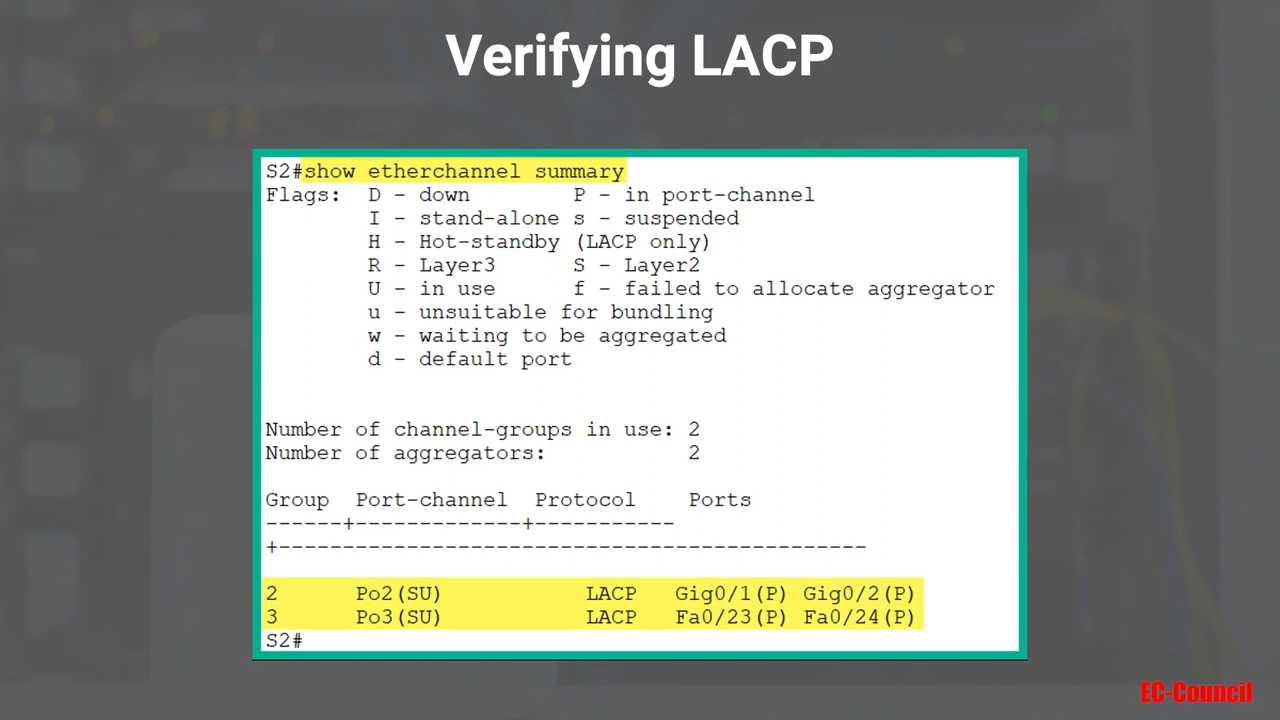 Verifying LACP
S2#show etherchannel summary
Flags:  D - down        P - in port-channel
        I - stand-alone s - suspended
        H - Hot-standby (LACP only)
        R - Layer3      S - Layer2
        U - in use      f - failed to allocate aggregator
        u - unsuitable for bundling
        w - waiting to be aggregated
        d - default port
Number of channel-groups in use: 2
Number of aggregators:           2
Group  Port-channel  Protocol    Ports
------+-------------+-----------
+----------------------------------------------
2      Po2(SU)           LACP   Gig0/1(P) Gig0/2(P)
3      Po3(SU)           LACP   Fa0/23(P) Fa0/24(P)
S2#
EC-Council